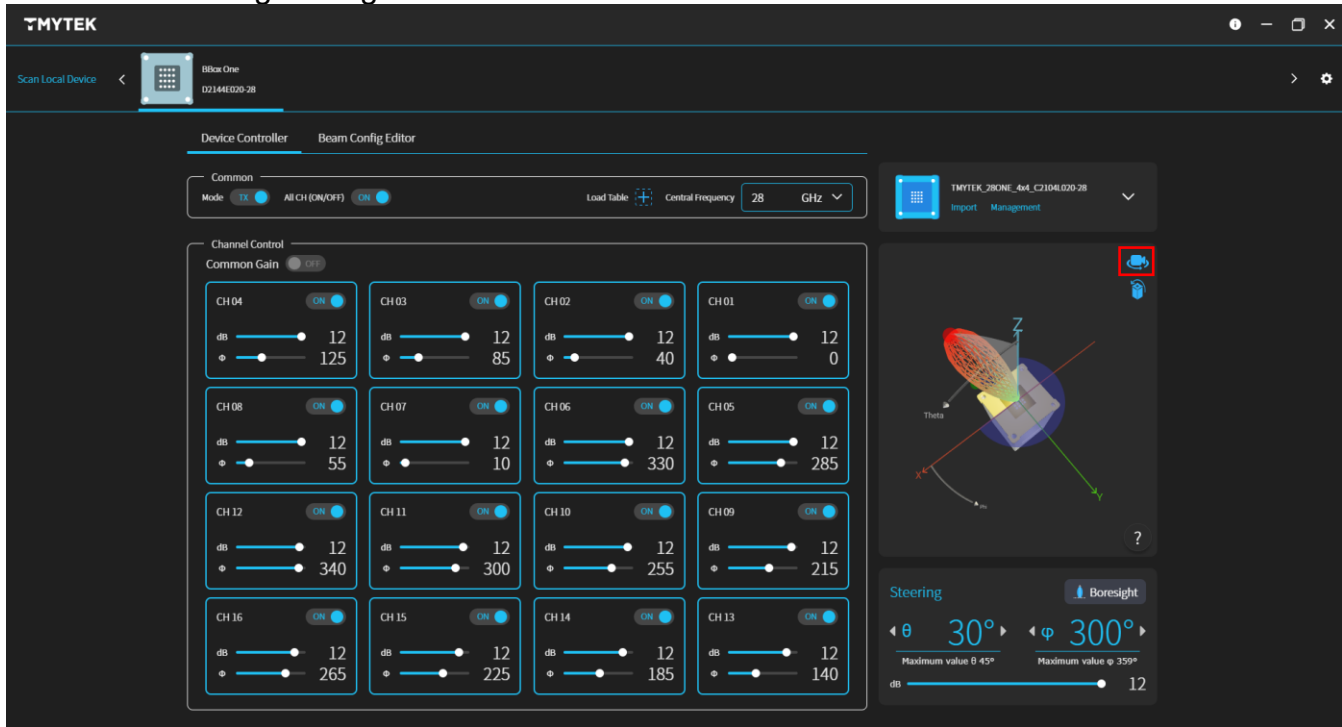 TMYTEK
Scan Local Device
BBox One
D2144E020-28
Device Controller Beam Config Editor
Common
Mode TX All CH (ON/OFF) ON Load Table Central Frequency 28 GHz
TMYTEK_28ONE_4x4_C2104L020-28
Import Management
Channel Control
Common Gain OFF
CH 04 ON CH 03 ON CH 02 ON CH 01 ON
dB 12 dB 12 dB 12 dB 12
Φ 125 Φ 85 Φ 40 Φ 0
CH 08 ON CH 07 ON CH 06 ON CH 05 ON
dB 12 dB 12 dB 12 dB 12
Φ 55 Φ 10 Φ 330 Φ 285
CH 12 ON CH 11 ON CH 10 ON CH 09 ON
dB 12 dB 12 dB 12 dB 12
Φ 340 Φ 300 Φ 255 Φ 215
CH 16 ON CH 15 ON CH 14 ON CH 13 ON
dB 12 dB 12 dB 12 dB 12
Φ 265 Φ 225 Φ 185 Φ 140
Z
Theta
X
Y
?
Steering Boresight
θ 30° φ 300°
Maximum value θ 45° Maximum value φ 359°
dB 12